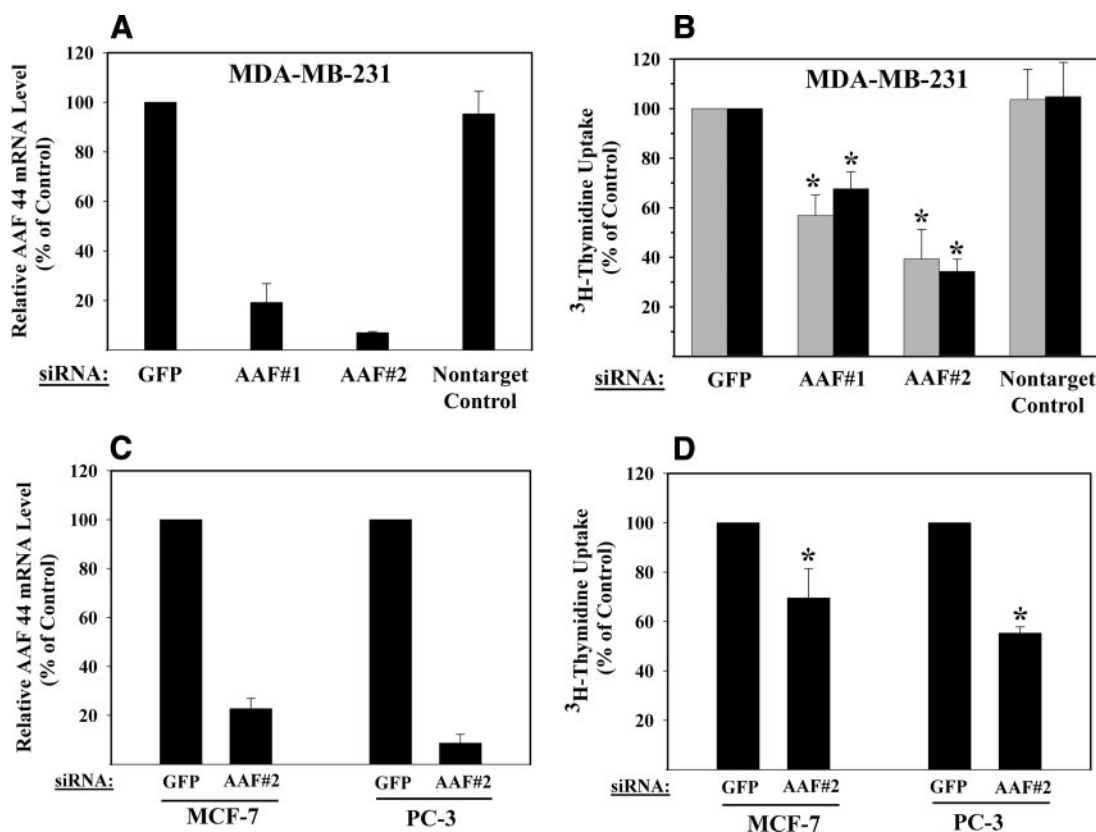 A
Relative AAF 44 mRNA Level
(% of Control)
120
100
80
60
40
20
MDA-MB-231
siRNA: GFP AAF#1 AAF#2 Nontarget
Control
B
³H-Thymidine Uptake
(% of Control)
120
100
80
60
40
20
MDA-MB-231
* * * *
siRNA: GFP AAF#1 AAF#2 Nontarget
Control
C
Relative AAF 44 mRNA Level
(% of Control)
120
100
80
60
40
20
siRNA: GFP AAF#2 GFP AAF#2
MCF-7 PC-3
D
³H-Thymidine Uptake
(% of Control)
120
100
80
60
40
20
* *
siRNA: GFP AAF#2 GFP AAF#2
MCF-7 PC-3